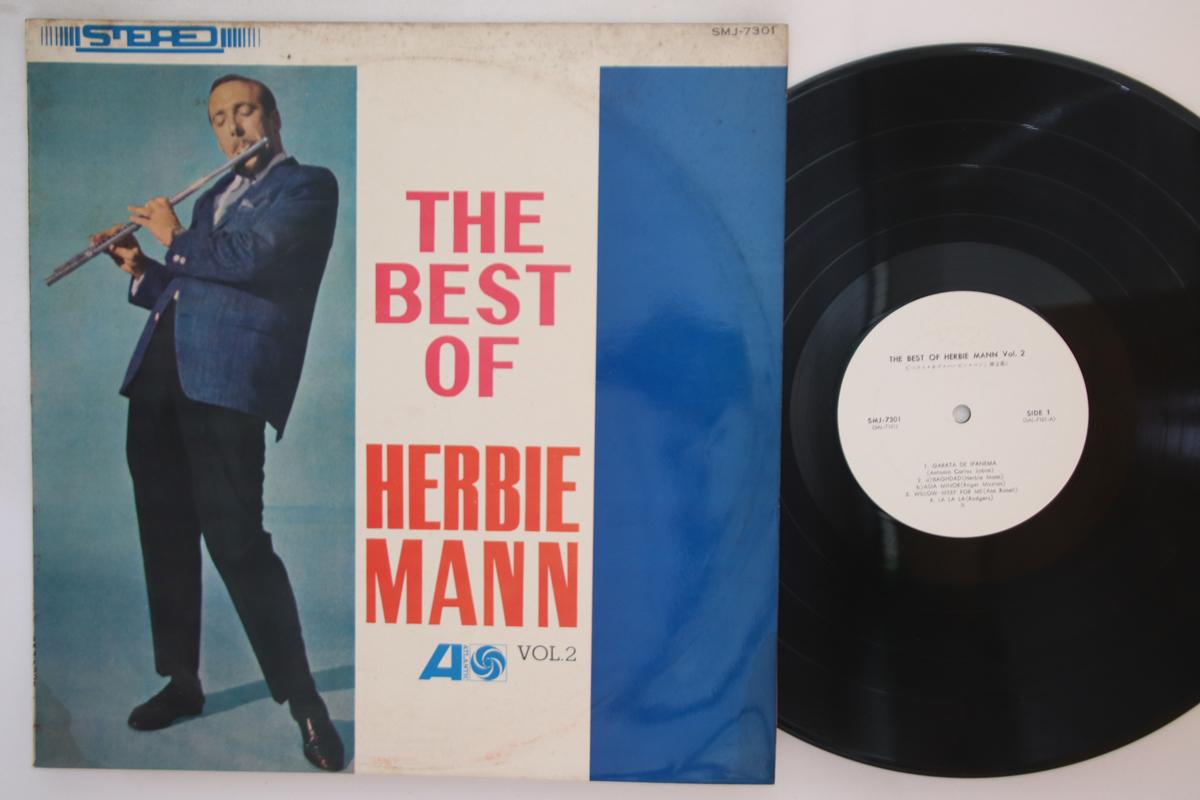 STEREO
SMJ-7301
THE
BEST
OF
HERBIE
MANN
ATLANTIC
VOL.2
THE BEST OF HERBIE MANN Vol. 2
SMJ-7301
SIDE 1
1. GARATA DE IPANEMA
(Antonio Carlos Jobim)
2. a) BAGHDAD (Herbie Mann)
b) ASIA MINOR (Roger Mozian)
3. WILLOW WEEP FOR ME (Ann Ronell)
4. LA LA LA (Rodgers)